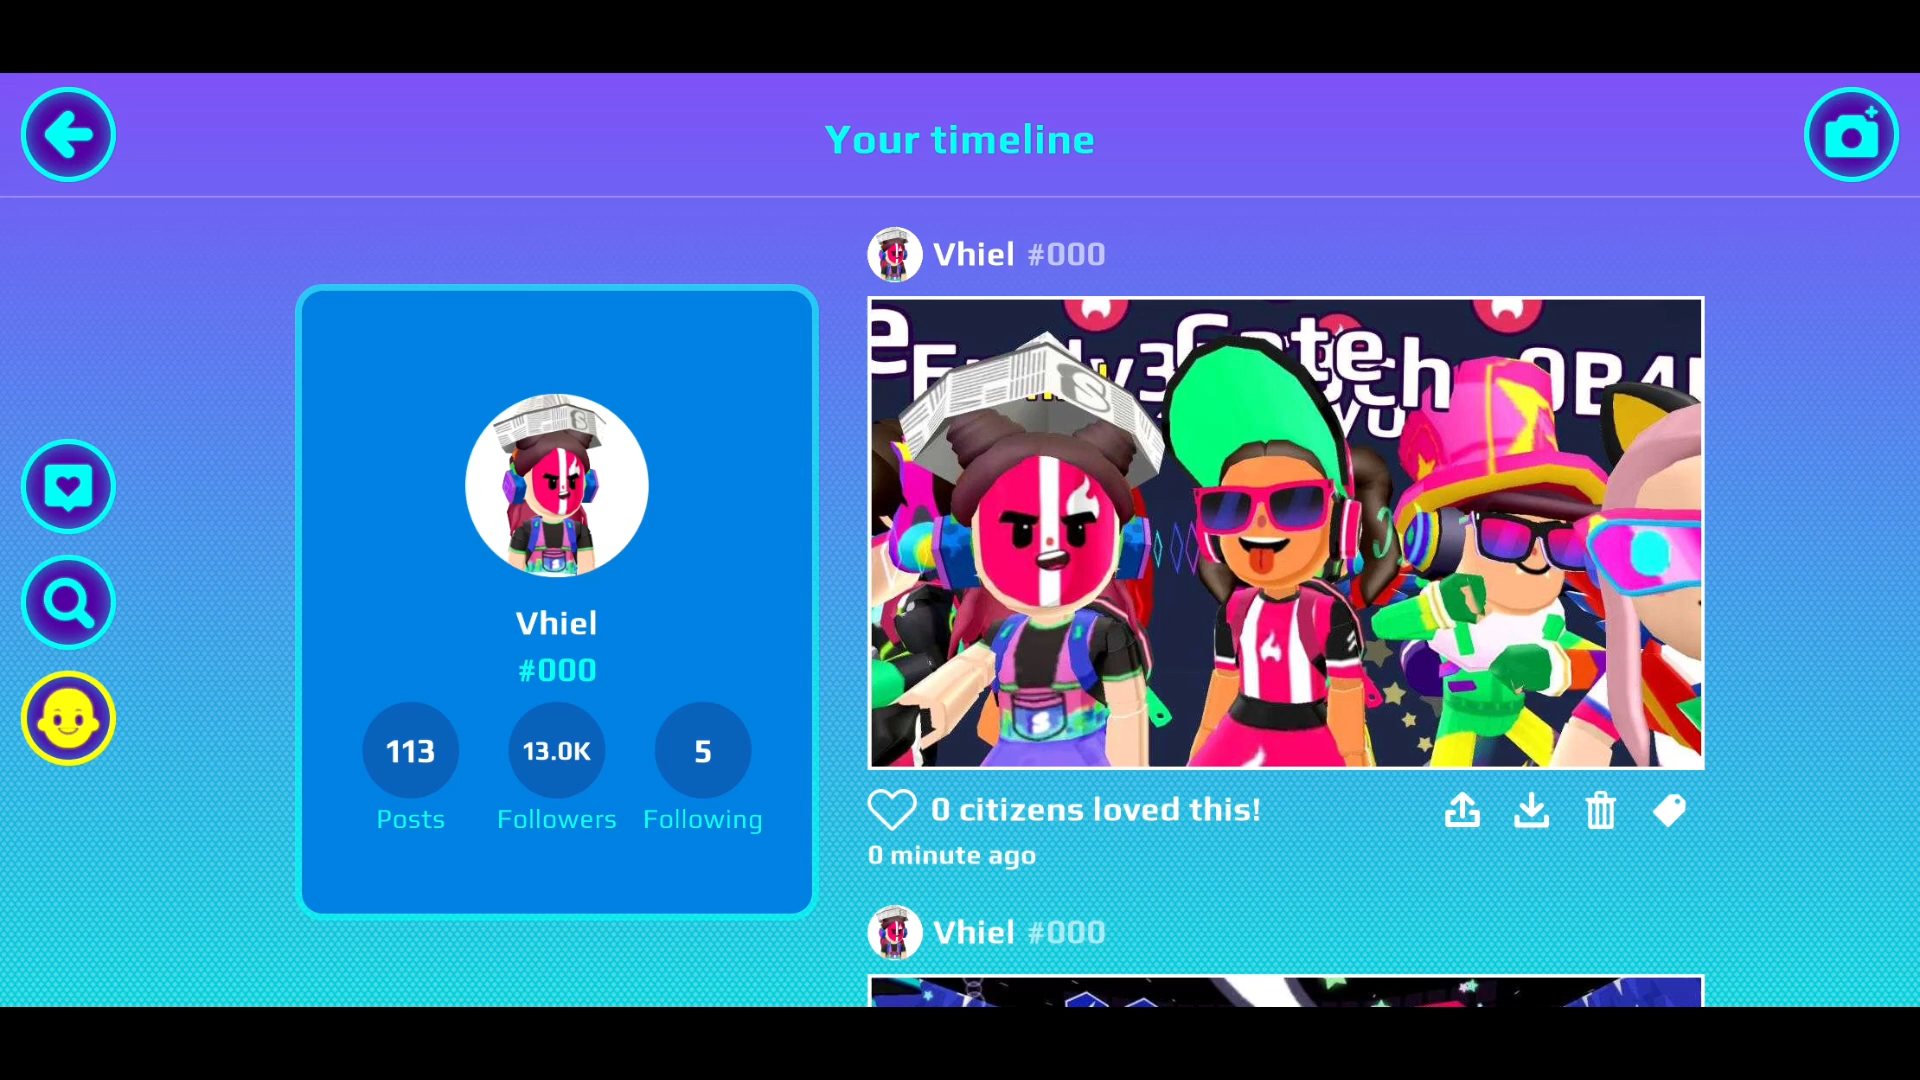 Your timeline
Vhiel #000
Vhiel
#000
113
13.0K
5
Posts
Followers
Following
0 citizens loved this!
0 minute ago
Vhiel #000